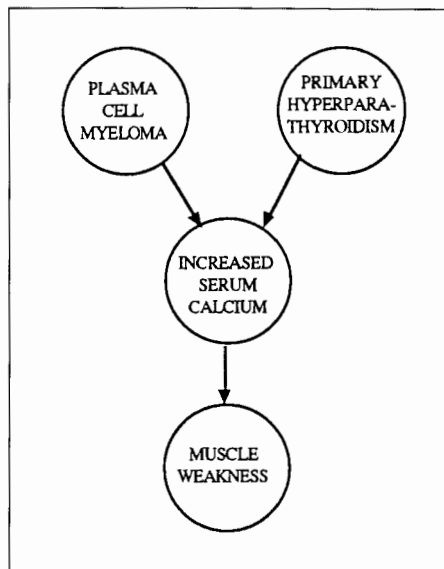 PLASMA
CELL
MYELOMA
PRIMARY
HYPERPARA-
THYROIDISM
INCREASED
SERUM
CALCIUM
MUSCLE
WEAKNESS